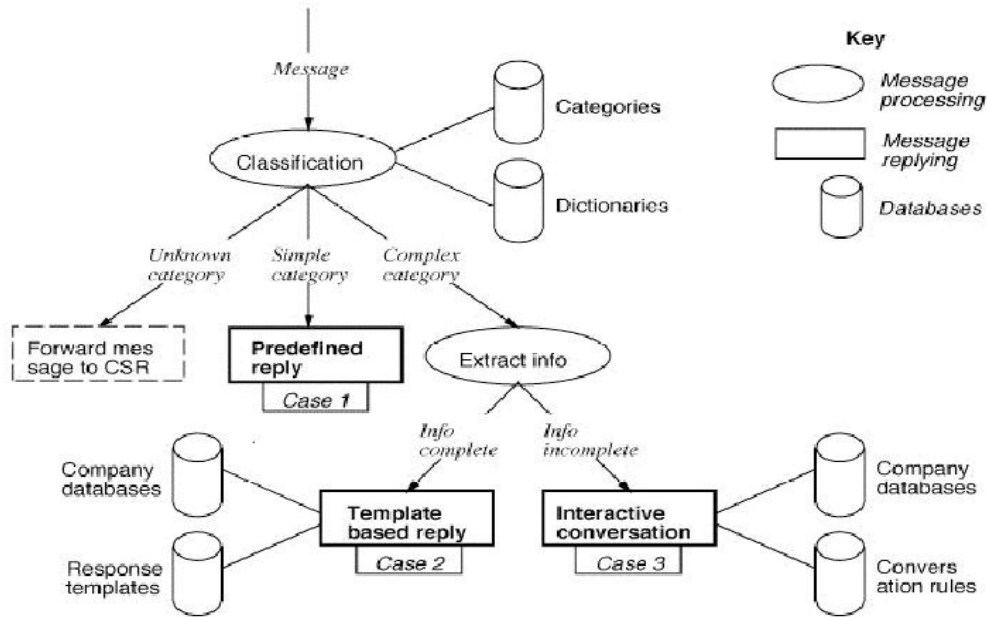 Message
Classification
Categories
Dictionaries
Key
Message
processing
Message
replying
Databases
Unknown
category
Simple
category
Complex
category
Forward mes
sage to CSR
Predefined
reply
Case 1
Extract info
Info
complete
Info
incomplete
Company
databases
Response
templates
Template
based reply
Case 2
Interactive
conversation
Case 3
Company
databases
Convers
ation rules